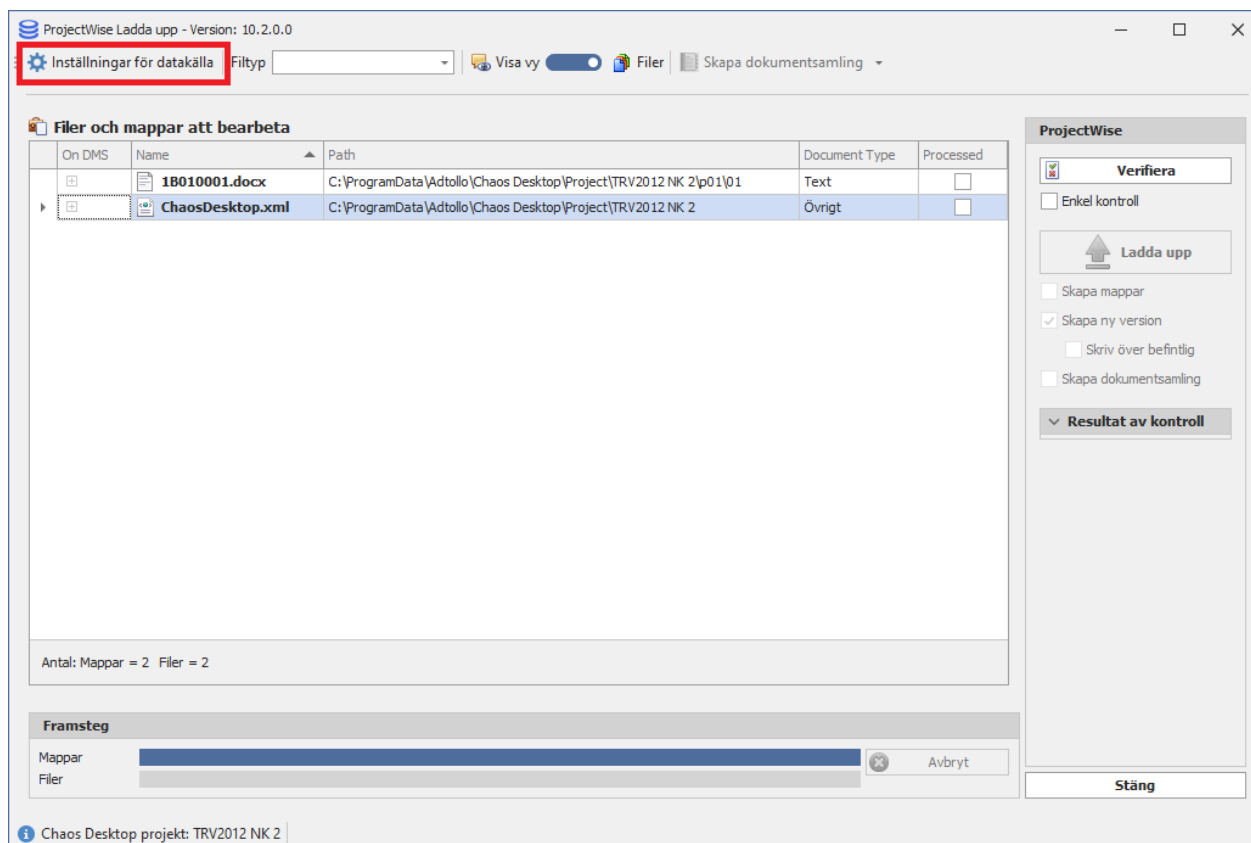 ProjectWise Ladda upp - Version: 10.2.0.0
Inställningar för datakälla Filtyp Visa vy Filer Skapa dokumentsamling
Filer och mappar att bearbeta
On DMS Name Path Document Type Processed
1B010001.docx C:\ProgramData\Adtollo\Chaos Desktop\Project\TRV2012 NK 2\p01\01 Text
ChaosDesktop.xml C:\ProgramData\Adtollo\Chaos Desktop\Project\TRV2012 NK 2 Övrigt
Antal: Mappar = 2 Filer = 2
ProjectWise
Verifiera
Enkel kontroll
Ladda upp
Skapa mappar
Skapa ny version
Skriv över befintlig
Skapa dokumentsamling
Resultat av kontroll
Framsteg
Mappar
Filer
Avbryt
Stäng
Chaos Desktop projekt: TRV2012 NK 2